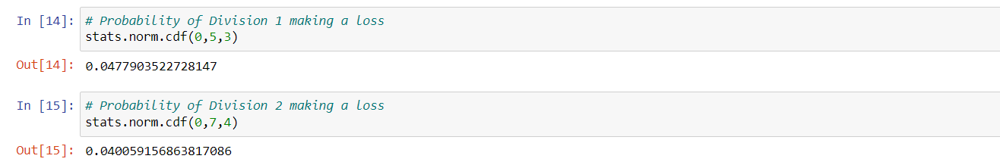 In [14]: # Probability of Division 1 making a loss
stats.norm.cdf(0,5,3)
Out[14]: 0.0477903522728147
In [15]: # Probability of Division 2 making a loss
stats.norm.cdf(0,7,4)
Out[15]: 0.040059156863817086